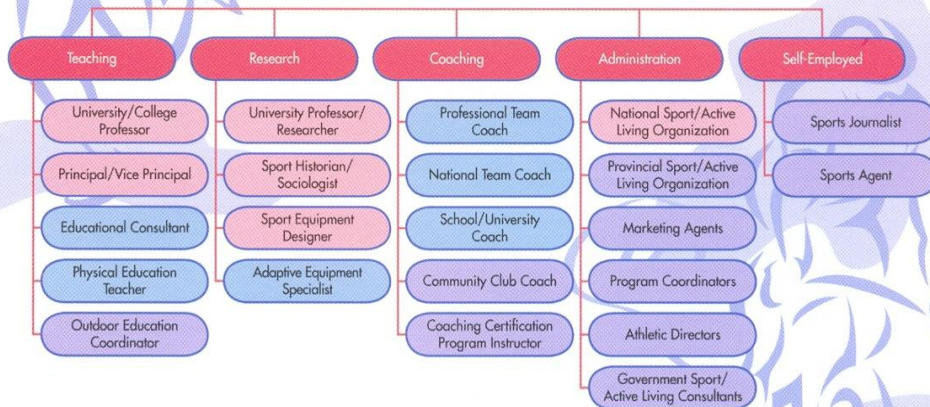 Teaching
Research
Coaching
Administration
Self-Employed
University/College
Professor
Principal/Vice Principal
Educational Consultant
Physical Education
Teacher
Outdoor Education
Coordinator
University Professor/
Researcher
Sport Historian/
Sociologist
Sport Equipment
Designer
Adaptive Equipment
Specialist
Professional Team
Coach
National Team Coach
School/University
Coach
Community Club Coach
Coaching Certification
Program Instructor
National Sport/Active
Living Organization
Provincial Sport/Active
Living Organization
Marketing Agents
Program Coordinators
Athletic Directors
Government Sport/
Active Living Consultants
Sports Journalist
Sports Agent